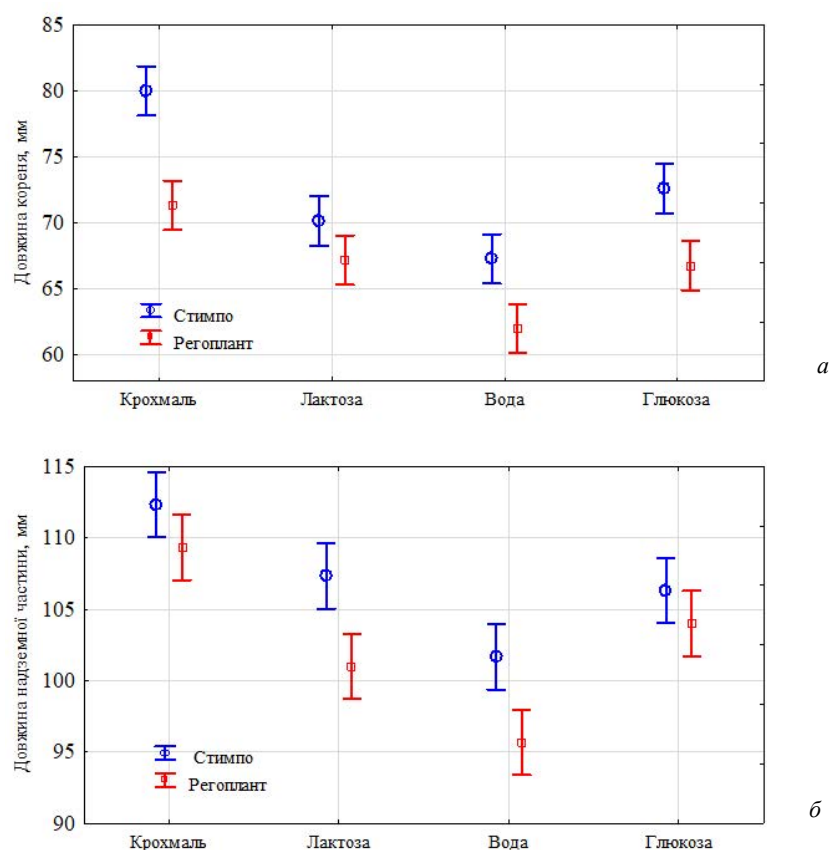 85
80
75
70
65
60
Довжина кореня, мм
Стимпо
Регоплант
Крохмаль Лактоза Вода Глюкоза
а
115
110
105
100
95
90
Довжина надземної частини, мм
Стимпо
Регоплант
Крохмаль Лактоза Вода Глюкоза
б